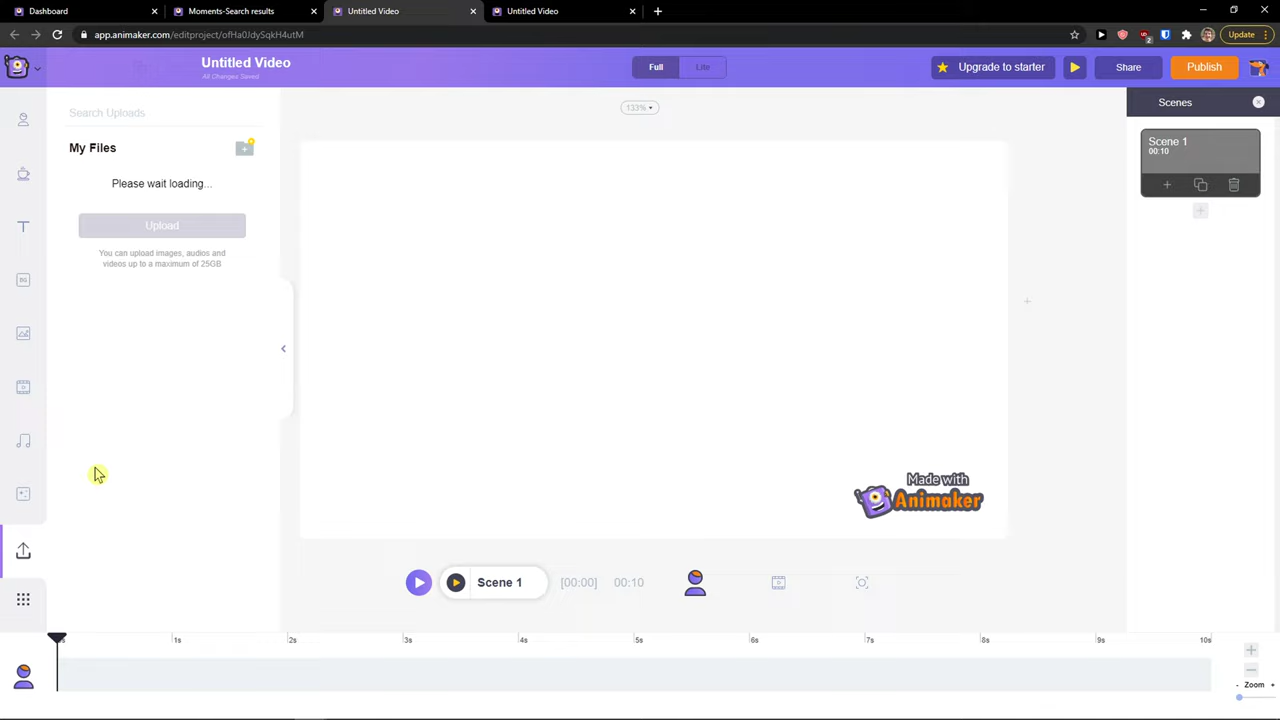 Dashboard
Moments-Search results
Untitled Video
Untitled Video
app.animaker.com/editproject/ofHa0JdySqkH4utM
Update
Untitled Video
All Changes Saved
Full
Lite
Upgrade to starter
Share
Publish
Search Uploads
133%
Scenes
My Files
Scene 1
00:10
Please wait loading...
Upload
You can upload images, audios and
videos up to a maximum of 25GB
BG
T
Made with
Animaker
Scene 1
[00:00]
00:10
1s
2s
3s
4s
5s
6s
7s
8s
9s
10s
- Zoom +